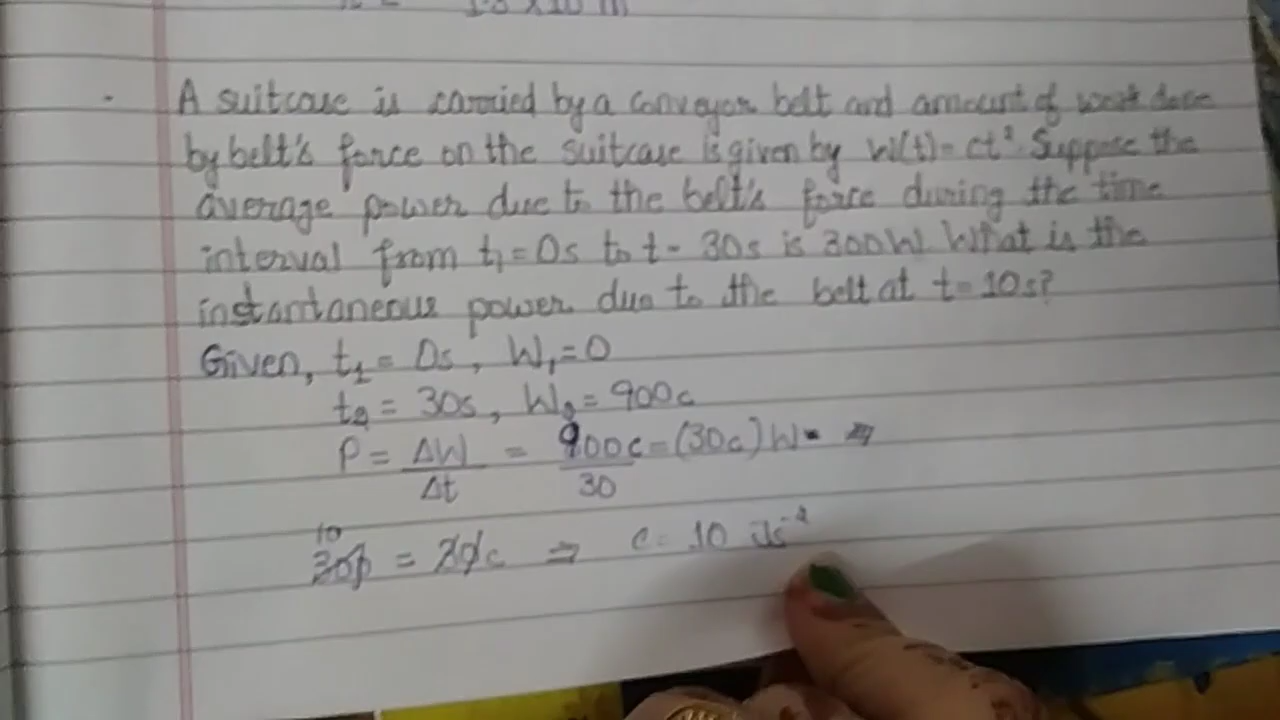 A suitcase is carried by a conveyor belt and amount of work done
by belt's force on the suitcase is given by W(t) = ct². Suppose the
average power due to the belt's force during the time
interval from t₁ = 0s to t = 30s is 300W. What is the
instantaneous power due to the belt at t = 10s?
Given, t₁ = 0s, W₁ = 0
t₂ = 30s, W₂ = 900c
P = ΔW/Δt = 900c/30 = (30c) W
10
300 = 30c ⇒ c = 10 Js⁻²